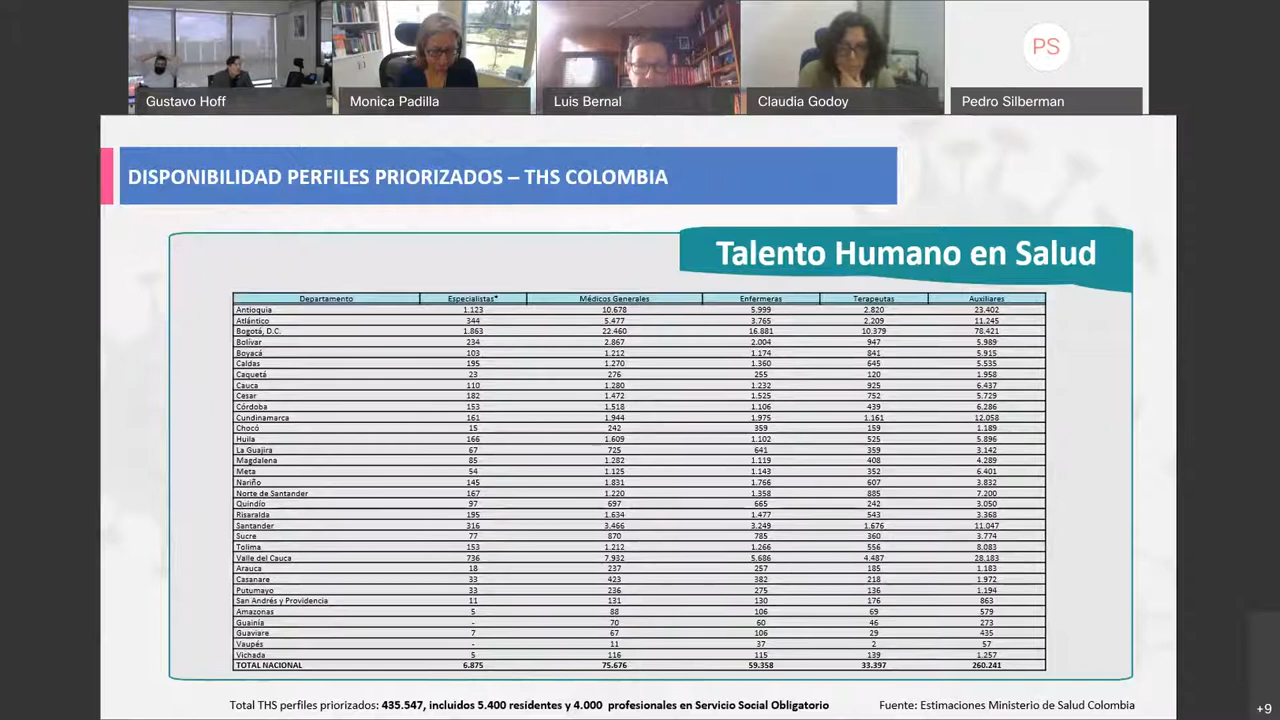 Gustavo Hoff
Monica Padilla
Luis Bernal
Claudia Godoy
PS
Pedro Silberman
DISPONIBILIDAD PERFILES PRIORIZADOS – THS COLOMBIA
Talento Humano en Salud
Departamento Especialistas* Médicos Generales Enfermeras Terapeutas Auxiliares
Antioquia 1.123 10.678 5.999 2.820 23.402
Atlántico 344 5.477 3.765 2.209 11.245
Bogotá, D.C. 1.863 22.460 16.881 10.379 78.421
Bolívar 234 2.867 2.004 947 5.989
Boyacá 103 1.212 1.174 841 5.915
Caldas 195 1.270 1.360 645 5.535
Caquetá 23 276 255 120 1.958
Cauca 110 1.280 1.232 925 6.437
Cesar 182 1.472 1.525 752 5.729
Córdoba 153 1.518 1.106 439 6.286
Cundinamarca 161 1.944 1.975 1.161 12.058
Chocó 15 242 359 159 1.189
Huila 166 1.609 1.102 525 5.896
La Guajira 67 725 641 359 3.142
Magdalena 85 1.282 1.119 408 4.289
Meta 54 1.125 1.143 352 6.401
Nariño 145 1.831 1.766 607 3.832
Norte de Santander 167 1.220 1.358 885 7.200
Quindío 97 697 665 242 3.050
Risaralda 195 1.634 1.477 543 3.368
Santander 316 3.466 3.249 1.676 11.047
Sucre 77 870 785 360 3.774
Tolima 153 1.212 1.266 556 8.083
Valle del Cauca 736 7.932 5.686 4.487 28.183
Arauca 18 237 257 185 1.183
Casanare 33 423 382 218 1.972
Putumayo 33 236 275 136 1.194
San Andrés y Providencia 11 131 130 176 863
Amazonas 5 88 106 69 579
Guainía - 70 60 46 273
Guaviare 7 67 106 29 435
Vaupés - 11 37 2 57
Vichada 5 116 115 139 1.257
TOTAL NACIONAL 6.875 75.676 59.358 33.397 260.241
Total THS perfiles priorizados: 435.547, incluidos 5.400 residentes y 4.000 profesionales en Servicio Social Obligatorio
Fuente: Estimaciones Ministerio de Salud Colombia
+9